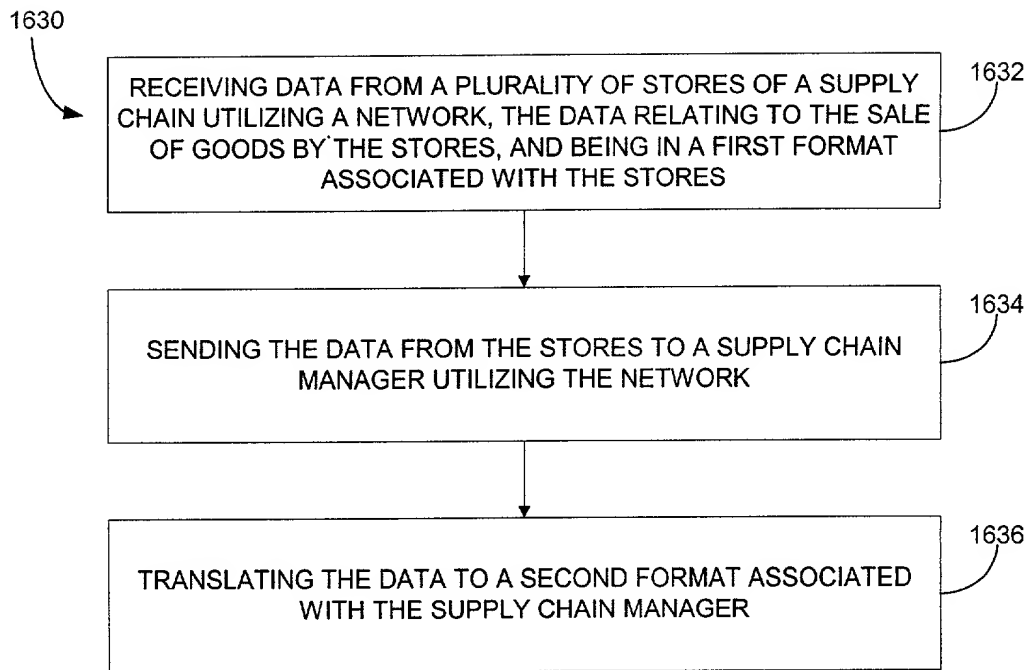 1630
RECEIVING DATA FROM A PLURALITY OF STORES OF A SUPPLY
CHAIN UTILIZING A NETWORK, THE DATA RELATING TO THE SALE
OF GOODS BY THE STORES, AND BEING IN A FIRST FORMAT
ASSOCIATED WITH THE STORES
1632
SENDING THE DATA FROM THE STORES TO A SUPPLY CHAIN
MANAGER UTILIZING THE NETWORK
1634
TRANSLATING THE DATA TO A SECOND FORMAT ASSOCIATED
WITH THE SUPPLY CHAIN MANAGER
1636